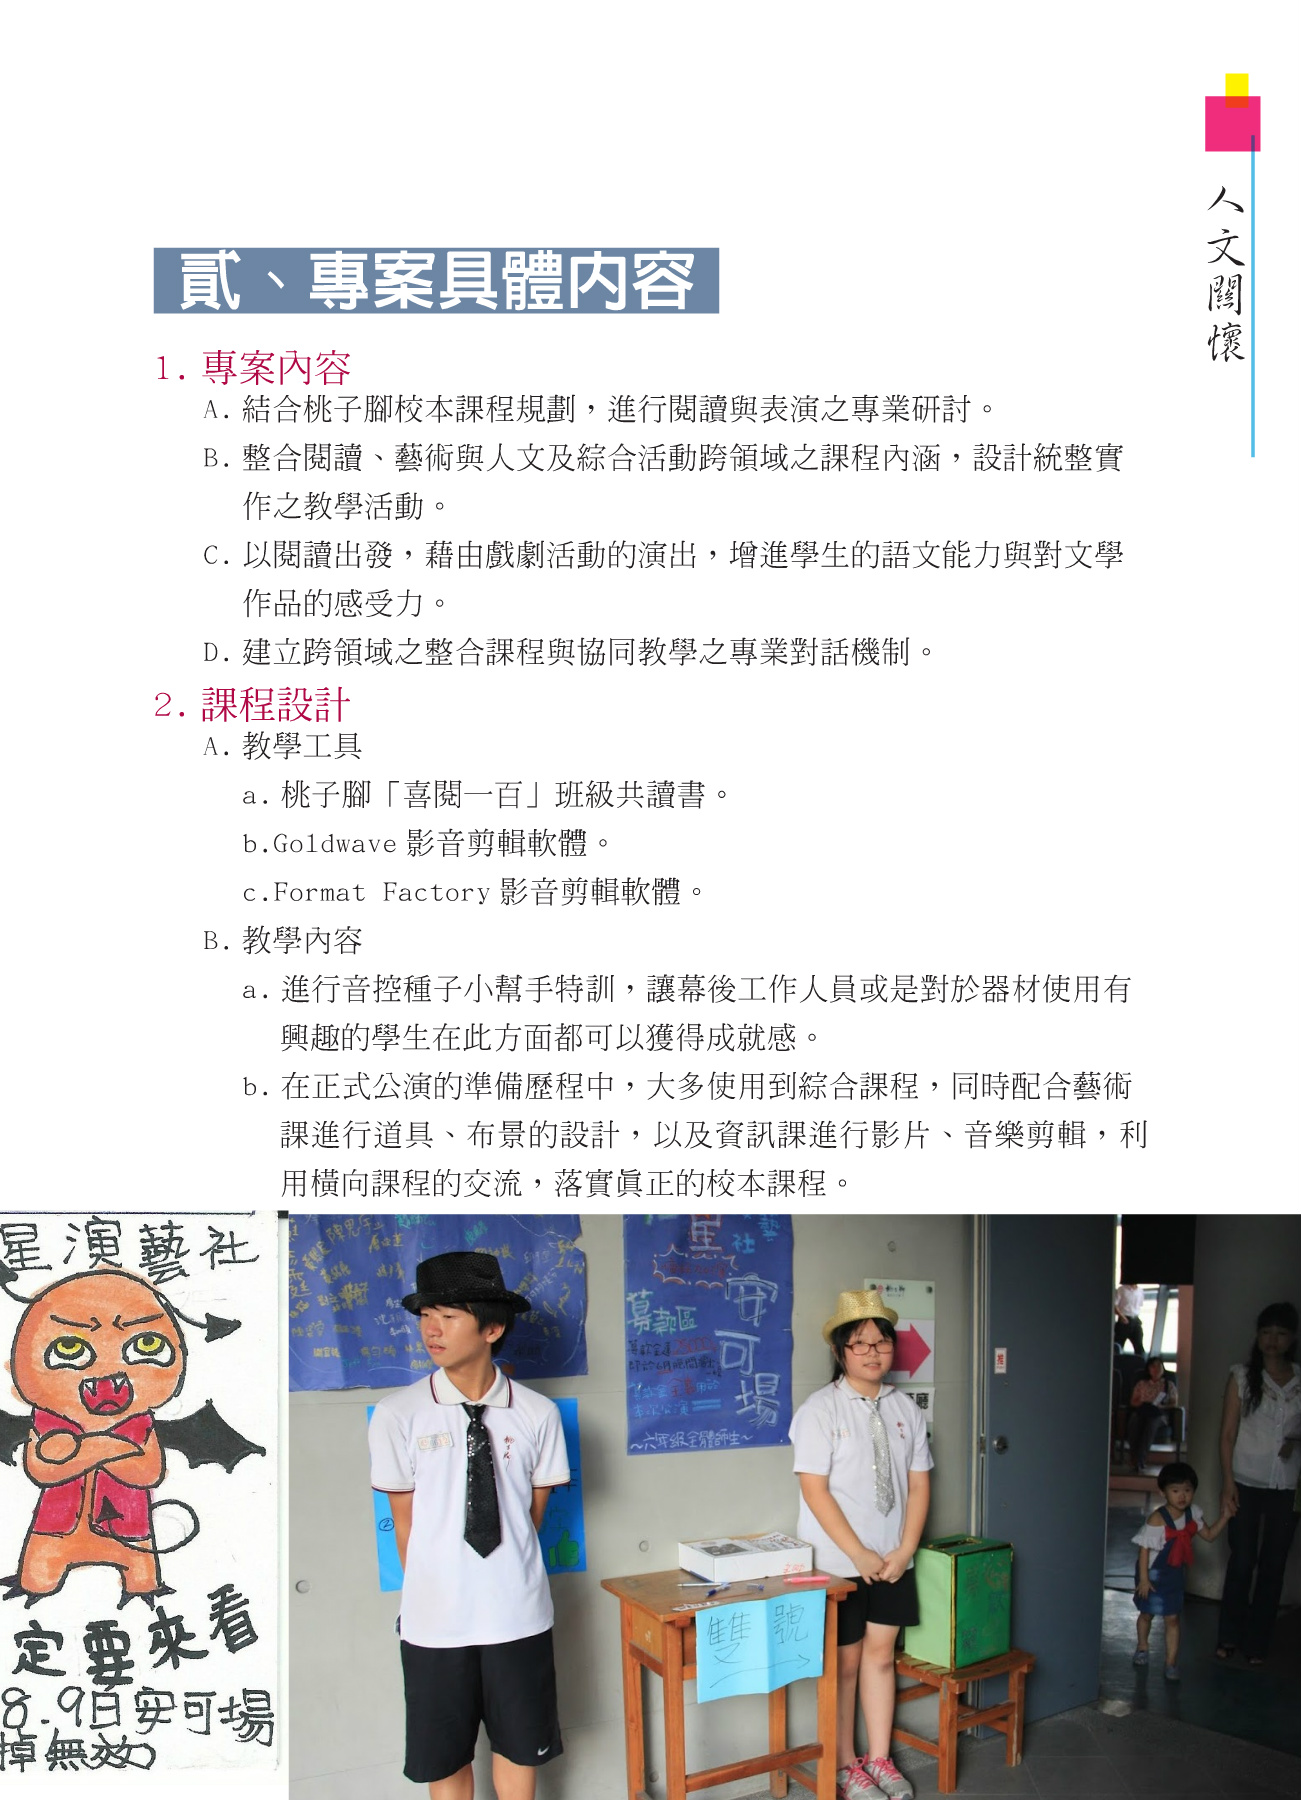 人文關懷
貳、專案具體內容
1. 專案內容
A. 結合桃子腳校本課程規劃，進行閱讀與表演之專業研討。
B. 整合閱讀、藝術與人文及綜合活動跨領域之課程內涵，設計統整實
作之教學活動。
C. 以閱讀出發，藉由戲劇活動的演出，增進學生的語文能力與對文學
作品的感受力。
D. 建立跨領域之整合課程與協同教學之專業對話機制。
2. 課程設計
A. 教學工具
a. 桃子腳「喜閱一百」班級共讀書。
b.Goldwave 影音剪輯軟體。
c.Format Factory 影音剪輯軟體。
B. 教學內容
a. 進行音控種子小幫手特訓，讓幕後工作人員或是對於器材使用有
興趣的學生在此方面都可以獲得成就感。
b. 在正式公演的準備歷程中，大多使用到綜合課程，同時配合藝術
課進行道具、布景的設計，以及資訊課進行影片、音樂剪輯，利
用橫向課程的交流，落實真正的校本課程。
星演藝社
定要來看
8.9日安可場
掉無效
星
社
安可場
募款區
~六年級全體師生~
雙號